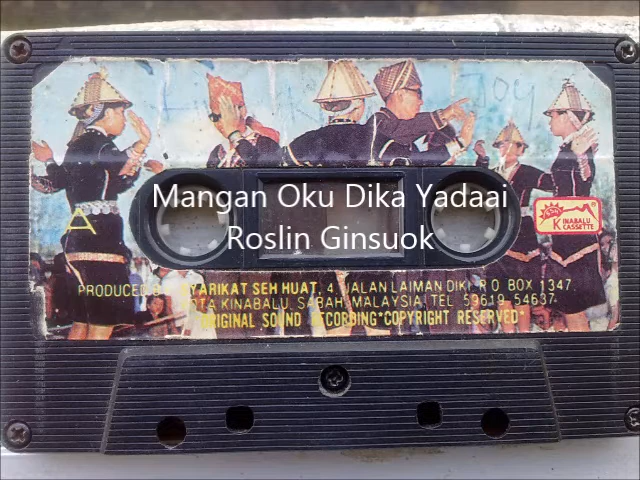 Joy
Mangan Oku Dika Yadaai
Roslin Ginsuok
A
KINABALU
CASSETTE
PRODUCED BY SYARIKAT SEH HUAT, 4, JALAN LAIMAN DIKI, P.O. BOX 1347,
KOTA KINABALU, SABAH, MALAYSIA, TEL 53619 54637
*ORIGINAL SOUND RECORDING*COPYRIGHT RESERVED*